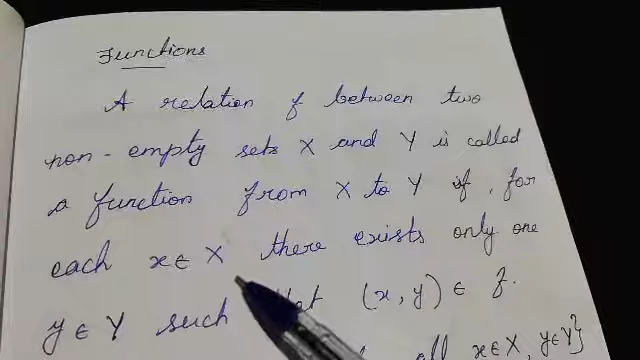 Functions
A relation f between two
non-empty sets X and Y is called
a function from X to Y if, for
each x ∈ X there exists only one
y ∈ Y such (x, y) ∈ f.
all x∈X, y∈Y}